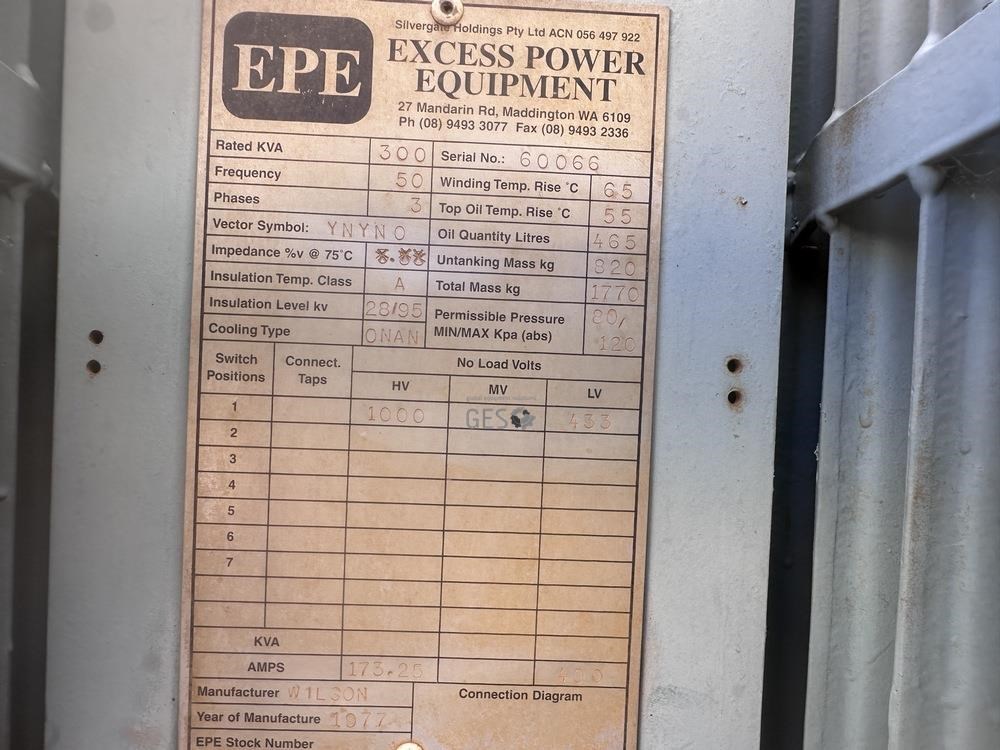 Silvergate Holdings Pty Ltd ACN 056 497 922
EPE
EXCESS POWER
EQUIPMENT
27 Mandarin Rd, Maddington WA 6109
Ph (08) 9493 3077 Fax (08) 9493 2336
Rated KVA 300 Serial No.: 60066
Frequency 50 Winding Temp. Rise °C 65
Phases 3 Top Oil Temp. Rise °C 55
Vector Symbol: YNYN0 Oil Quantity Litres 465
Impedance %v @ 75°C Untanking Mass kg 820
Insulation Temp. Class A Total Mass kg 1770
Insulation Level kv 28/95 Permissible Pressure 80/
Cooling Type ONAN MIN/MAX Kpa (abs) 120
Switch Positions Connect. Taps No Load Volts
HV MV LV
1 1000 433
global equipment solutions
GES
2
3
4
5
6
7
KVA
AMPS 173.25 400
Manufacturer WILSON Connection Diagram
Year of Manufacture 1977
EPE Stock Number